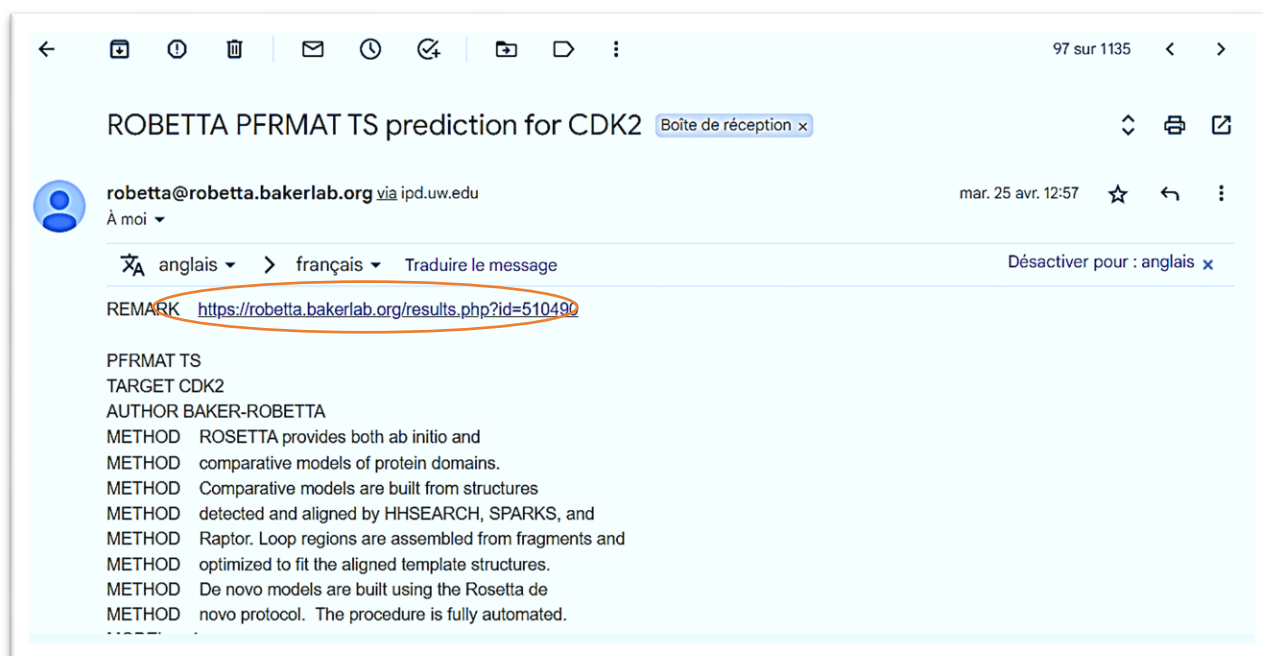 97 sur 1135
ROBETTA PFRMAT TS prediction for CDK2 Boîte de réception x
robetta@robetta.bakerlab.org via ipd.uw.edu mar. 25 avr. 12:57
À moi
anglais > français Traduire le message Désactiver pour : anglais x
REMARK https://robetta.bakerlab.org/results.php?id=510490
PFRMAT TS
TARGET CDK2
AUTHOR BAKER-ROBETTA
METHOD ROSETTA provides both ab initio and
METHOD comparative models of protein domains.
METHOD Comparative models are built from structures
METHOD detected and aligned by HHSEARCH, SPARKS, and
METHOD Raptor. Loop regions are assembled from fragments and
METHOD optimized to fit the aligned template structures.
METHOD De novo models are built using the Rosetta de
METHOD novo protocol. The procedure is fully automated.